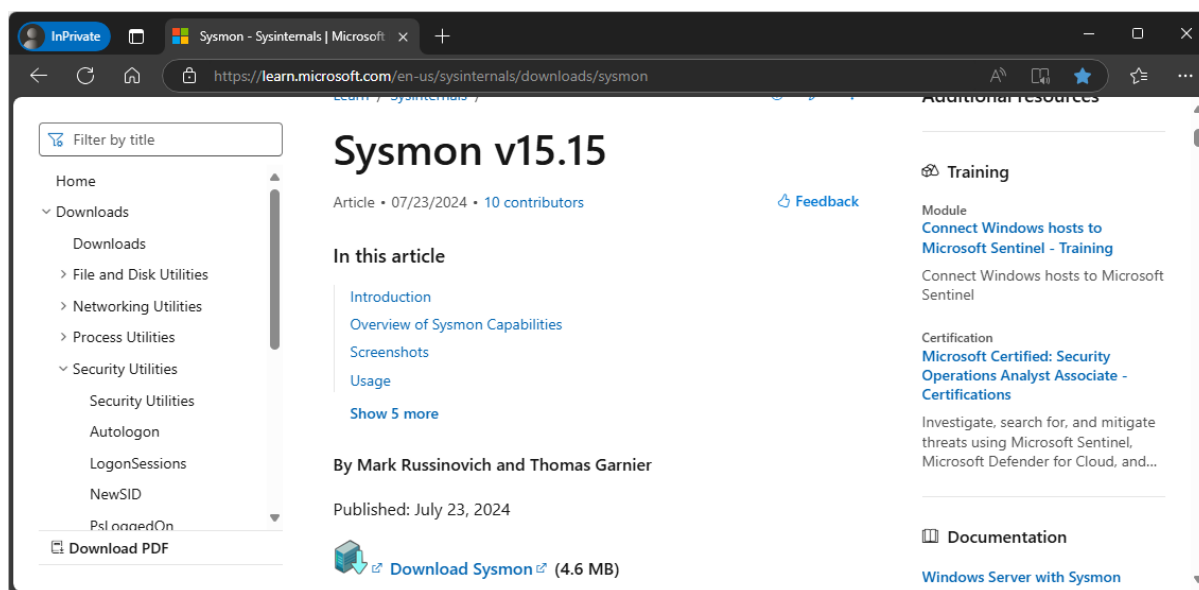 InPrivate
Sysmon - Sysinternals | Microsoft
https://learn.microsoft.com/en-us/sysinternals/downloads/sysmon
Filter by title
Home
Downloads
Downloads
File and Disk Utilities
Networking Utilities
Process Utilities
Security Utilities
Security Utilities
Autologon
LogonSessions
NewSID
PsLoggedOn
Download PDF
Learn / Sysinternals /
Sysmon v15.15
Article • 07/23/2024 • 10 contributors
Feedback
In this article
Introduction
Overview of Sysmon Capabilities
Screenshots
Usage
Show 5 more
By Mark Russinovich and Thomas Garnier
Published: July 23, 2024
Download Sysmon (4.6 MB)
Additional resources
Training
Module
Connect Windows hosts to
Microsoft Sentinel - Training
Connect Windows hosts to Microsoft
Sentinel
Certification
Microsoft Certified: Security
Operations Analyst Associate -
Certifications
Investigate, search for, and mitigate
threats using Microsoft Sentinel,
Microsoft Defender for Cloud, and...
Documentation
Windows Server with Sysmon